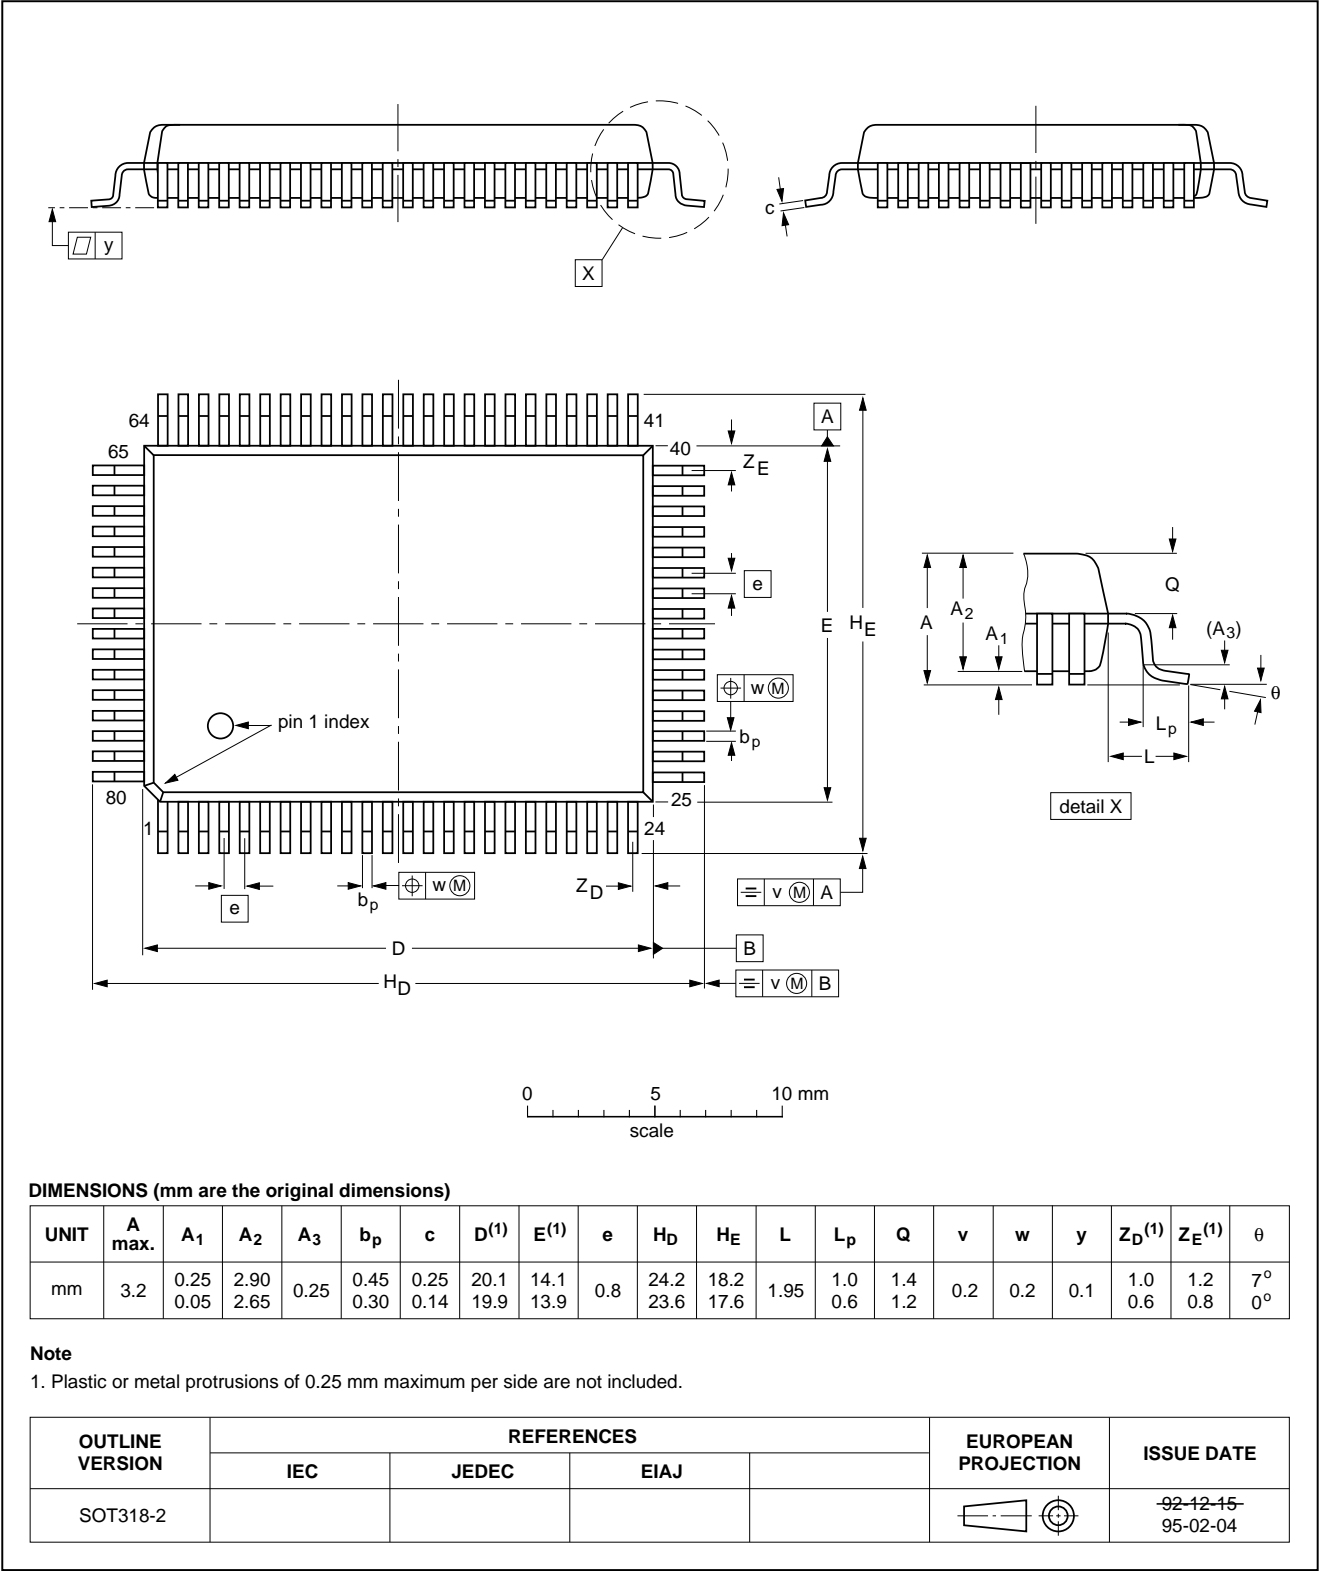 X
y
c
64
41
65
40
A
Z E
e
E
H E
w M
b p
pin 1 index
80
25
1
24
e
b p
w M
Z D
v M A
D
B
H D
v M B
A
A 2
A 1
Q
(A 3)
θ
L p
L
detail X
0 5 10 mm
scale
DIMENSIONS (mm are the original dimensions)
UNIT A max. A1 A2 A3 bp c D(1) E(1) e HD HE L Lp Q v w y ZD(1) ZE(1) θ
mm 3.2 0.25 0.05 2.90 2.65 0.25 0.45 0.30 0.25 0.14 20.1 19.9 14.1 13.9 0.8 24.2 23.6 18.2 17.6 1.95 1.0 0.6 1.4 1.2 0.2 0.2 0.1 1.0 0.6 1.2 0.8 7o 0o
Note
1. Plastic or metal protrusions of 0.25 mm maximum per side are not included.
OUTLINE VERSION REFERENCES EUROPEAN PROJECTION ISSUE DATE
IEC JEDEC EIAJ
SOT318-2 92-12-15
95-02-04